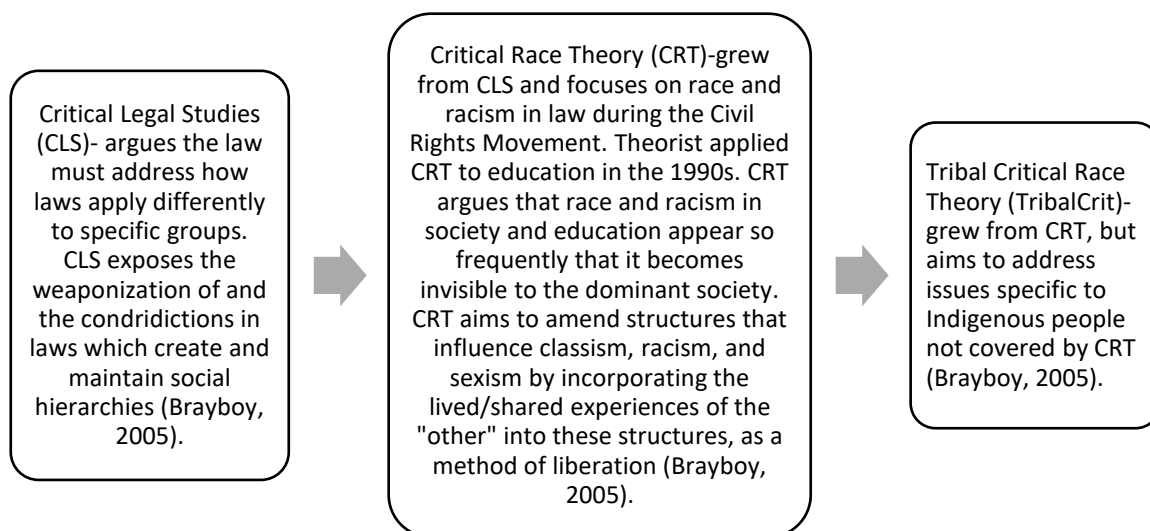 Critical Legal Studies
(CLS)- argues the law
must address how
laws apply differently
to specific groups.
CLS exposes the
weaponization of and
the condridictions in
laws which create and
maintain social
hierarchies (Brayboy,
2005).
Critical Race Theory (CRT)-grew
from CLS and focuses on race and
racism in law during the Civil
Rights Movement. Theorist applied
CRT to education in the 1990s. CRT
argues that race and racism in
society and education appear so
frequently that it becomes
invisible to the dominant society.
CRT aims to amend structures that
influence classism, racism, and
sexism by incorporating the
lived/shared experiences of the
"other" into these structures, as a
method of liberation (Brayboy,
2005).
Tribal Critical Race
Theory (TribalCrit)-
grew from CRT, but
aims to address
issues specific to
Indigenous people
not covered by CRT
(Brayboy, 2005).